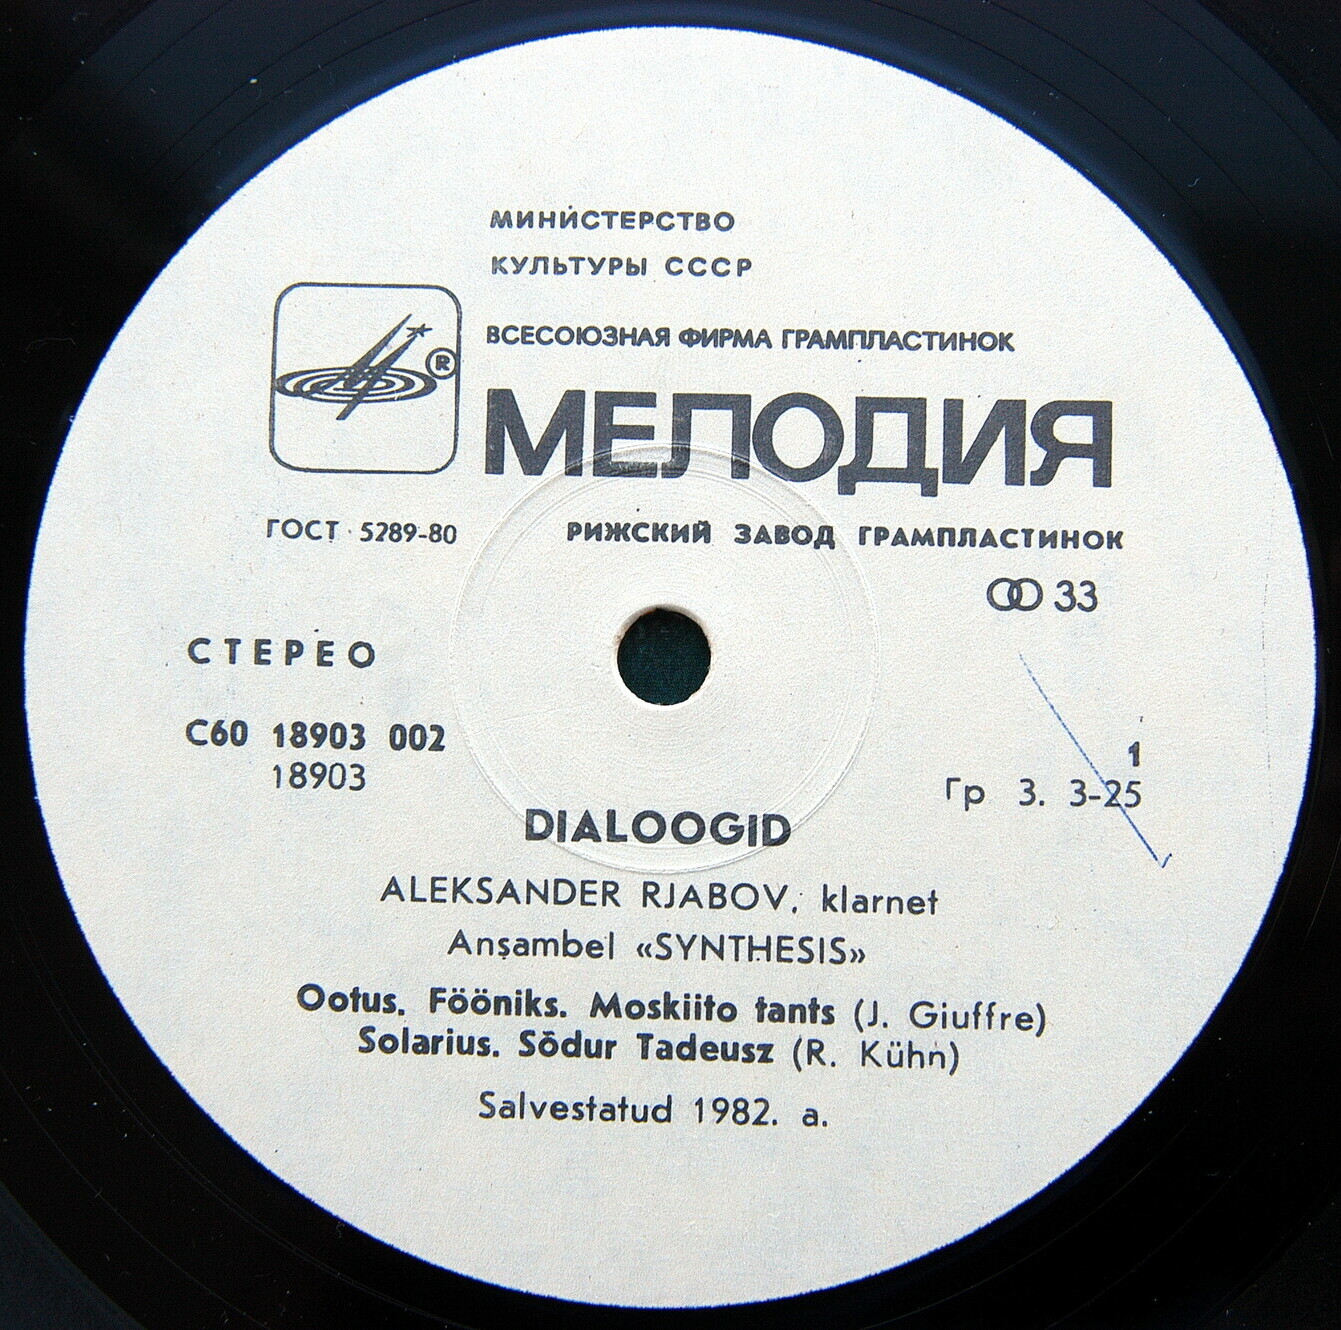 МИНИСТЕРСТВО
КУЛЬТУРЫ СССР
ВСЕСОЮЗНАЯ ФИРМА ГРАМПЛАСТИНОК
®
МЕЛОДИЯ
ГОСТ 5289-80 РИЖСКИЙ ЗАВОД ГРАМПЛАСТИНОК
33
СТЕРЕО
С60 18903 002
18903
1
Гр 3. 3-25
DIALOOGID
ALEKSANDER RJABOV, klarnet
Ansambel «SYNTHESIS»
Ootus. Fööniks. Moskiito tants (J. Giuffre)
Solarius. Sõdur Tadeusz (R. Kühn)
Salvestatud 1982. a.